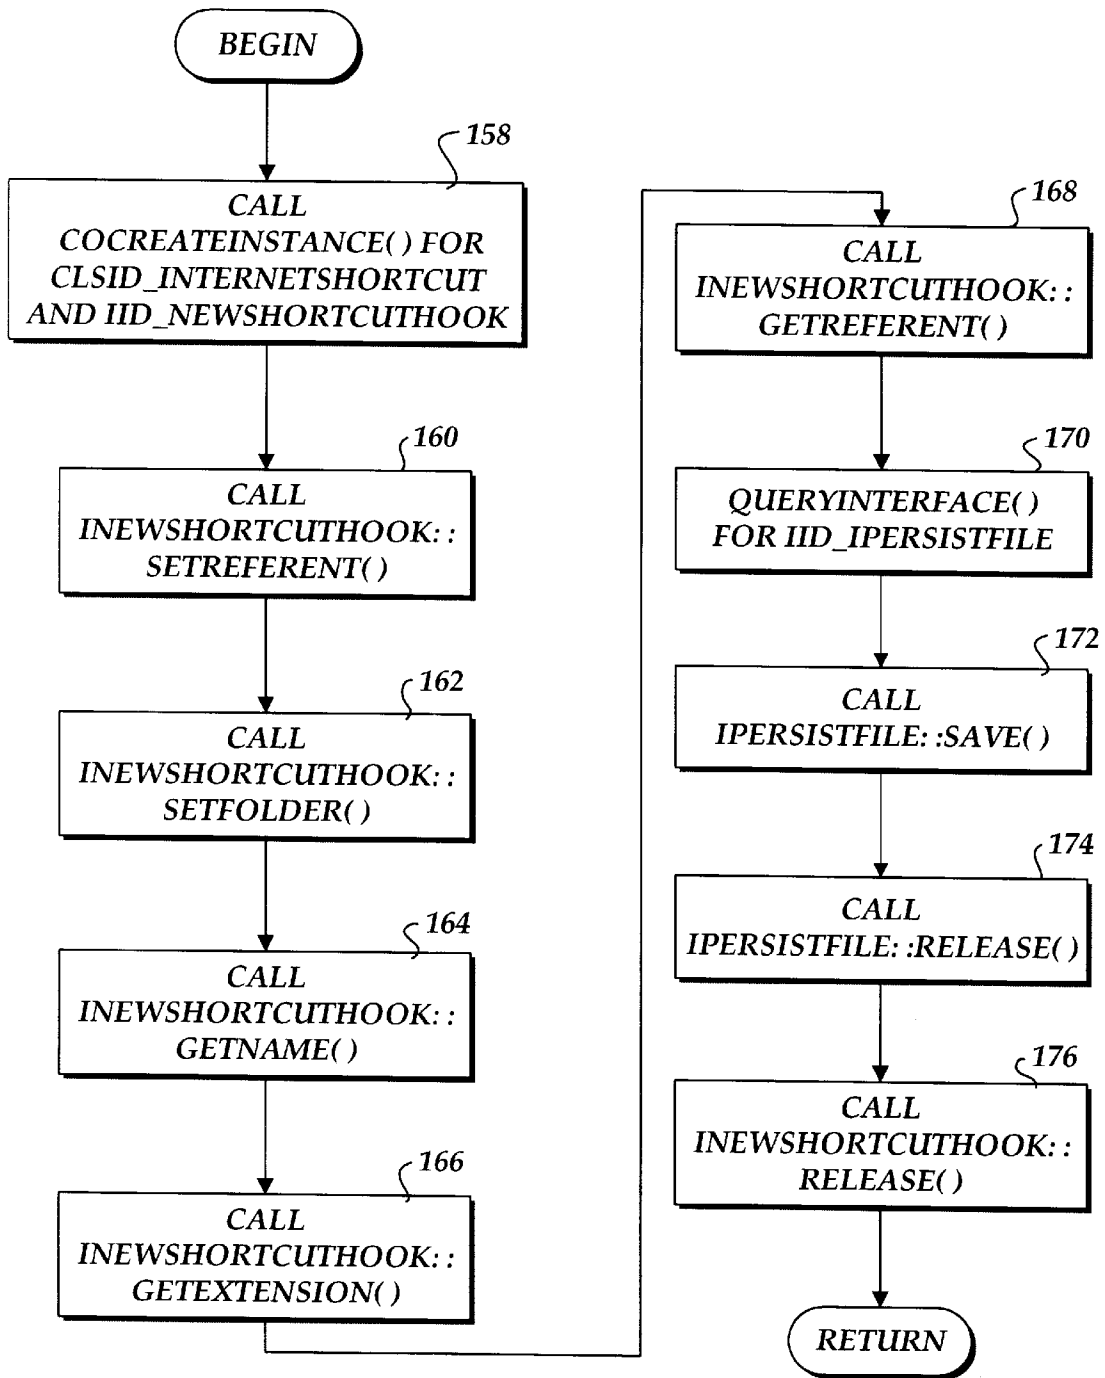 BEGIN
158
CALL
COCREATEINSTANCE( ) FOR
CLSID_INTERNETSHORTCUT
AND IID_NEWSHORTCUTHOOK
160
CALL
INEWSHORTCUTHOOK: :
SETREFERENT( )
162
CALL
INEWSHORTCUTHOOK: :
SETFOLDER( )
164
CALL
INEWSHORTCUTHOOK: :
GETNAME( )
166
CALL
INEWSHORTCUTHOOK: :
GETEXTENSION( )
168
CALL
INEWSHORTCUTHOOK: :
GETREFERENT( )
170
QUERYINTERFACE( )
FOR IID_IPERSISTFILE
172
CALL
IPERSISTFILE: :SAVE( )
174
CALL
IPERSISTFILE: :RELEASE( )
176
CALL
INEWSHORTCUTHOOK: :
RELEASE( )
RETURN